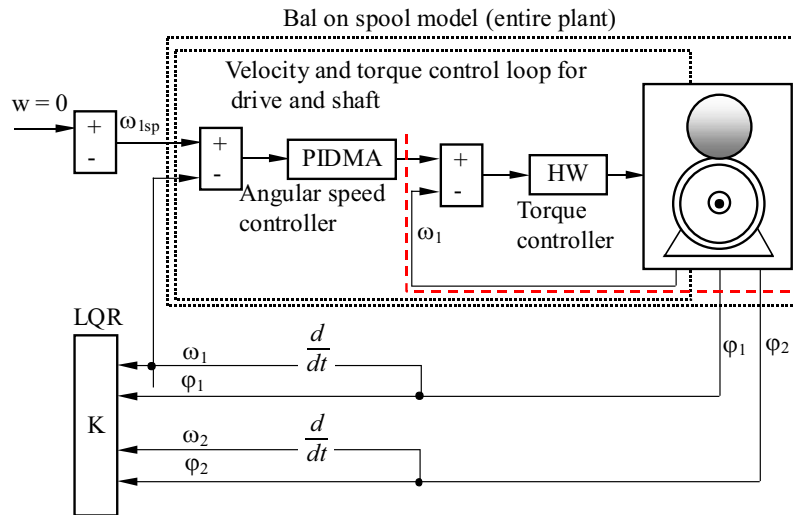 Bal on spool model (entire plant)
Velocity and torque control loop for
drive and shaft
w = 0
ω1sp
+
-
+
-
PIDMA
+
-
HW
Angular speed
controller
Torque
controller
ω1
LQR
φ1
φ2
ω1
d
dt
φ1
K
ω2
d
dt
φ2